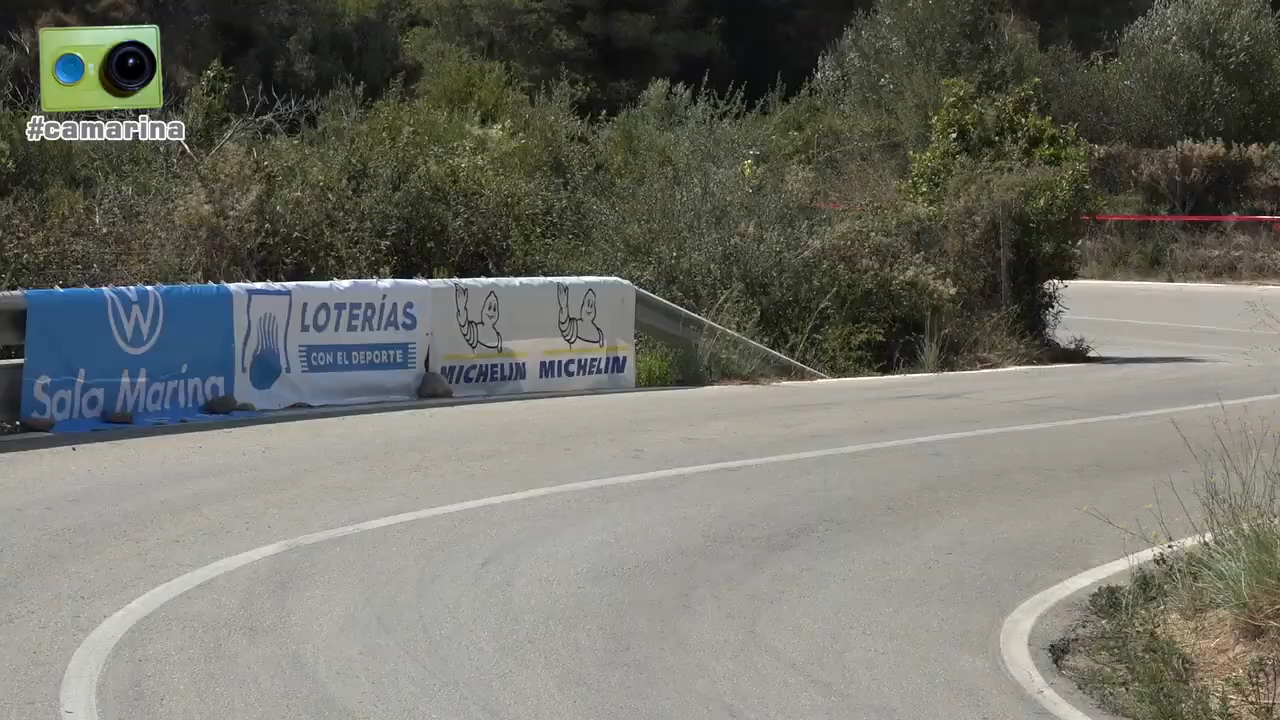 #camarina
W
Sala Marina
LOTERÍAS
CON EL DEPORTE
MICHELIN MICHELIN